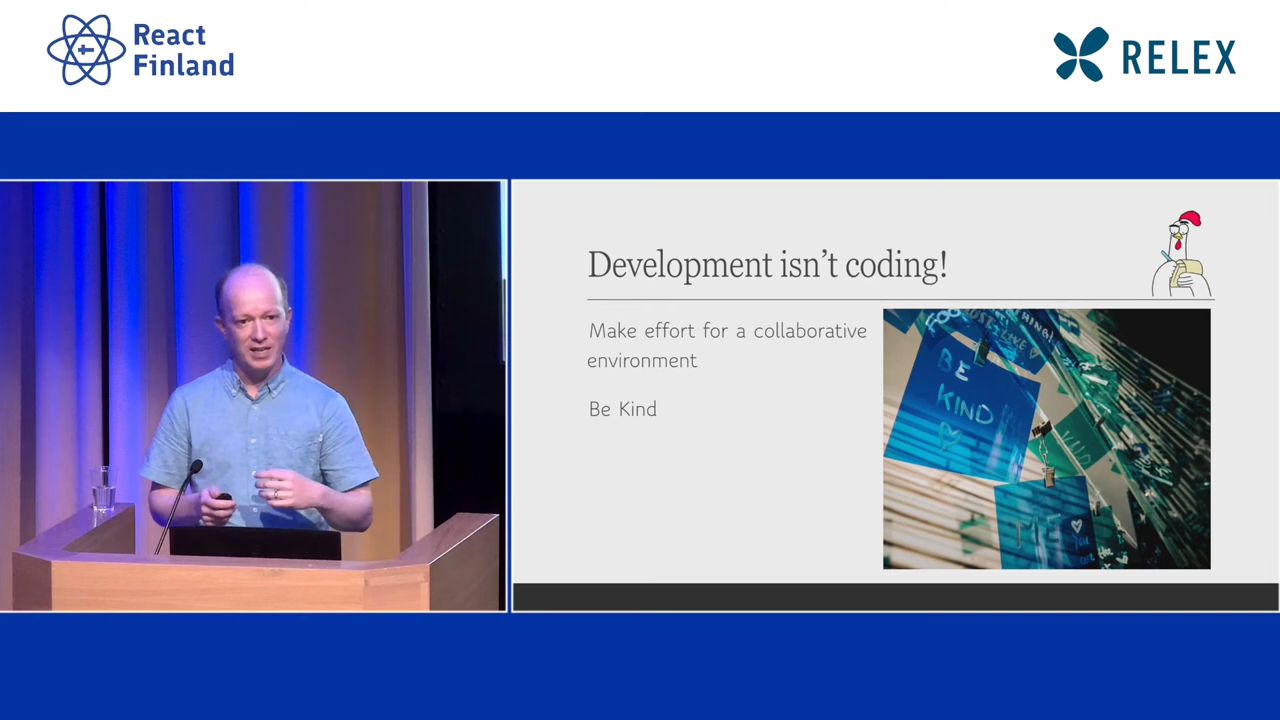 React
Finland
RELEX
Development isn't coding!
Make effort for a collaborative
environment
Be Kind
BE
KIND